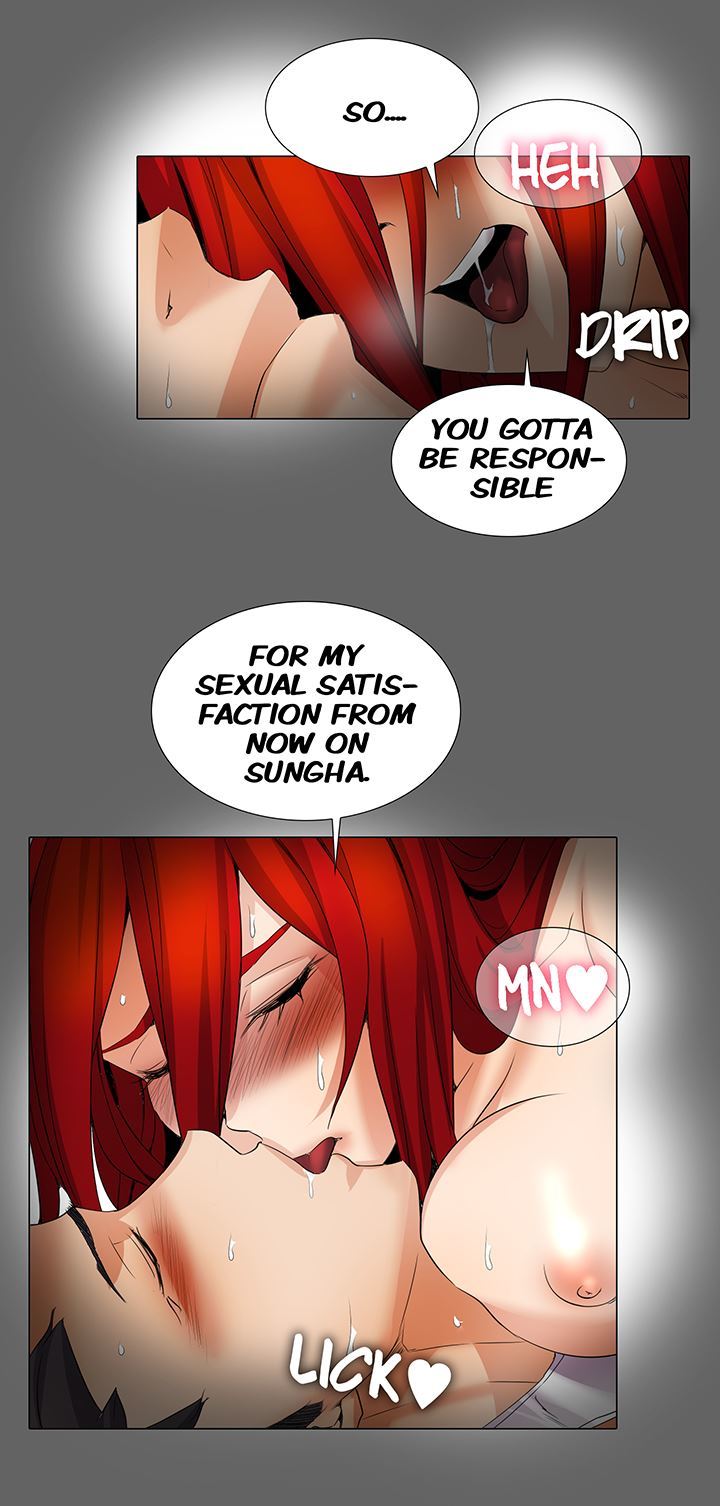 SO....
HEH
DRIP
YOU GOTTA
BE RESPON-
SIBLE
FOR MY
SEXUAL SATIS-
FACTION FROM
NOW ON
SUNGHA.
MN♥
LICK♥